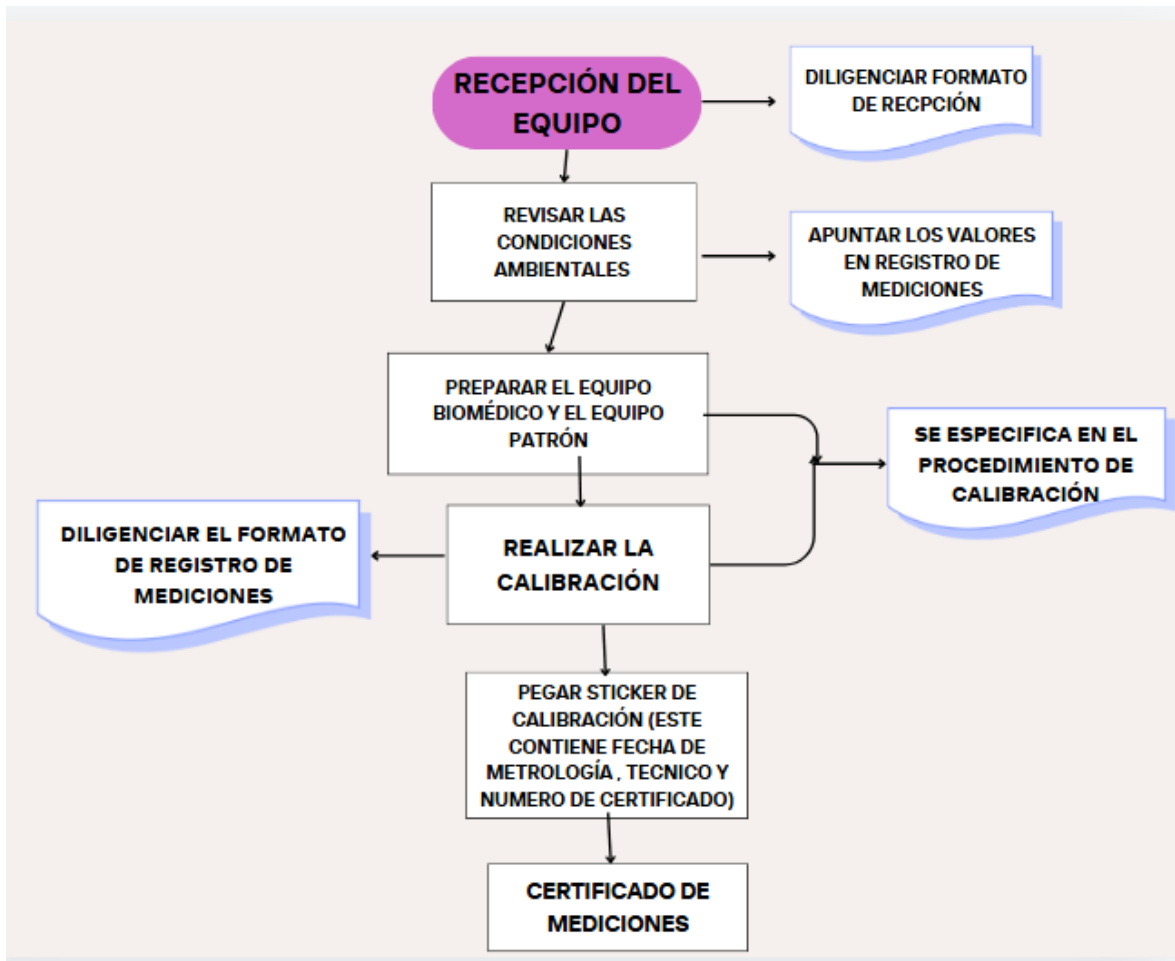 RECEPCIÓN DEL
EQUIPO
DILIGENCIAR FORMATO
DE RECPCIÓN
REVISAR LAS
CONDICIONES
AMBIENTALES
APUNTAR LOS VALORES
EN REGISTRO DE
MEDICIONES
PREPARAR EL EQUIPO
BIOMÉDICO Y EL EQUIPO
PATRÓN
SE ESPECIFICA EN EL
PROCEDIMIENTO DE
CALIBRACIÓN
DILIGENCIAR EL FORMATO
DE REGISTRO DE
MEDICIONES
REALIZAR LA
CALIBRACIÓN
PEGAR STICKER DE
CALIBRACIÓN (ESTE
CONTIENE FECHA DE
METROLOGÍA , TECNICO Y
NUMERO DE CERTIFICADO)
CERTIFICADO DE
MEDICIONES